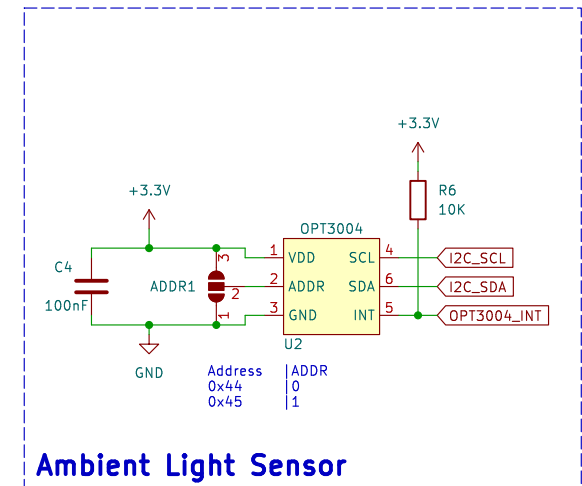 +3.3V
R6
10K
+3.3V
OPT3004
C4
100nF
ADDR1
3
2
1
1 VDD SCL 4
2 ADDR SDA 6
3 GND INT 5
I2C_SCL
I2C_SDA
OPT3004_INT
U2
GND
Address |ADDR
0x44 |0
0x45 |1
Ambient Light Sensor